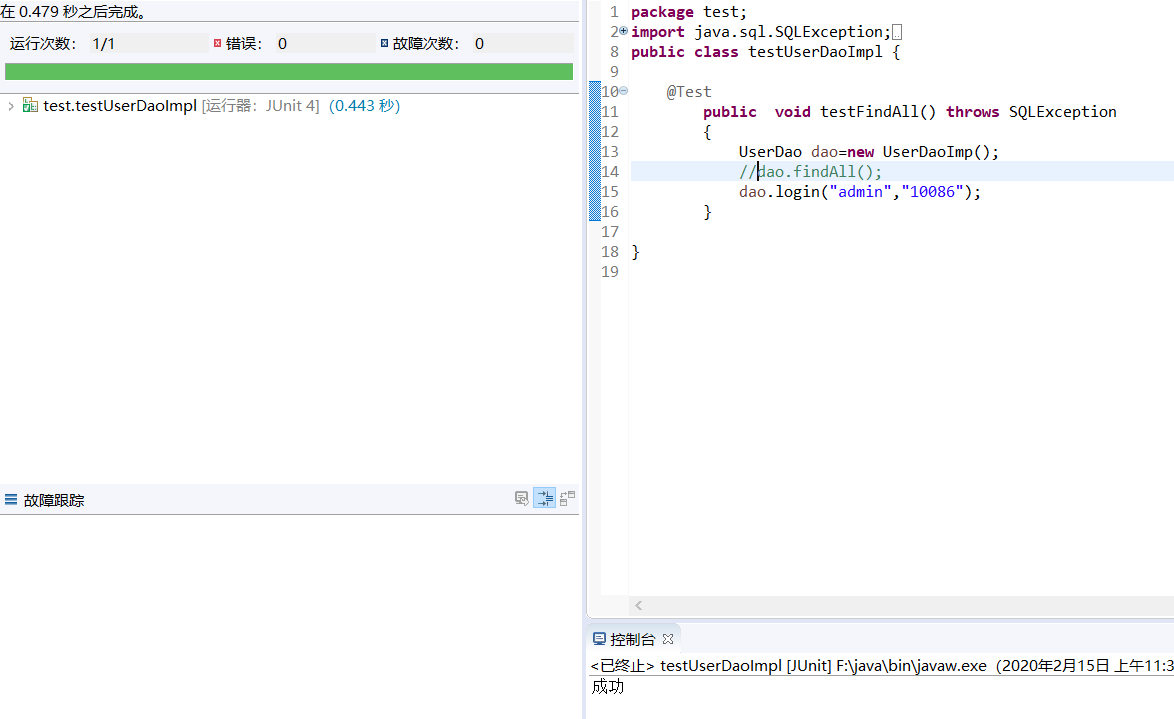 在 0.479 秒之后完成。
运行次数： 1/1 错误： 0 故障次数： 0
test.testUserDaoImpl [运行器：JUnit 4]（0.443 秒）
故障跟踪
1 package test;
2 import java.sql.SQLException;
8 public class testUserDaoImpl {
9
10 @Test
11 public void testFindAll() throws SQLException
12 {
13 UserDao dao=new UserDaoImp();
14 //dao.findAll();
15 dao.login("admin","10086");
16 }
17
18 }
19
控制台
<已终止> testUserDaoImpl [JUnit] F:\java\bin\javaw.exe（2020年2月15日 上午11:3
成功